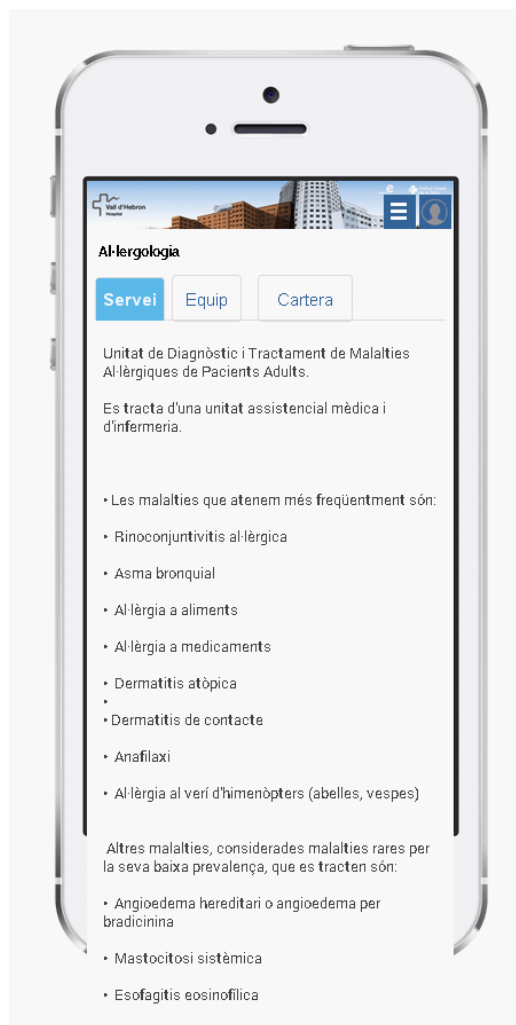 Vall d'Hebron
Hospital
Al·lergologia
Servei
Equip
Cartera
Unitat de Diagnòstic i Tractament de Malalties
Al·lèrgiques de Pacients Adults.
Es tracta d'una unitat assistencial mèdica i
d'infermeria.
• Les malalties que atenem més freqüentment són:
• Rinoconjuntivitis al·lèrgica
• Asma bronquial
• Al·lèrgia a aliments
• Al·lèrgia a medicaments
• Dermatitis atòpica
•
• Dermatitis de contacte
• Anafilaxi
• Al·lèrgia al verí d'himenòpters (abelles, vespes)
Altres malalties, considerades malalties rares per
la seva baixa prevalença, que es tracten són:
• Angioedema hereditari o angioedema per
bradicinina
• Mastocitosi sistèmica
• Esofagitis eosinofílica